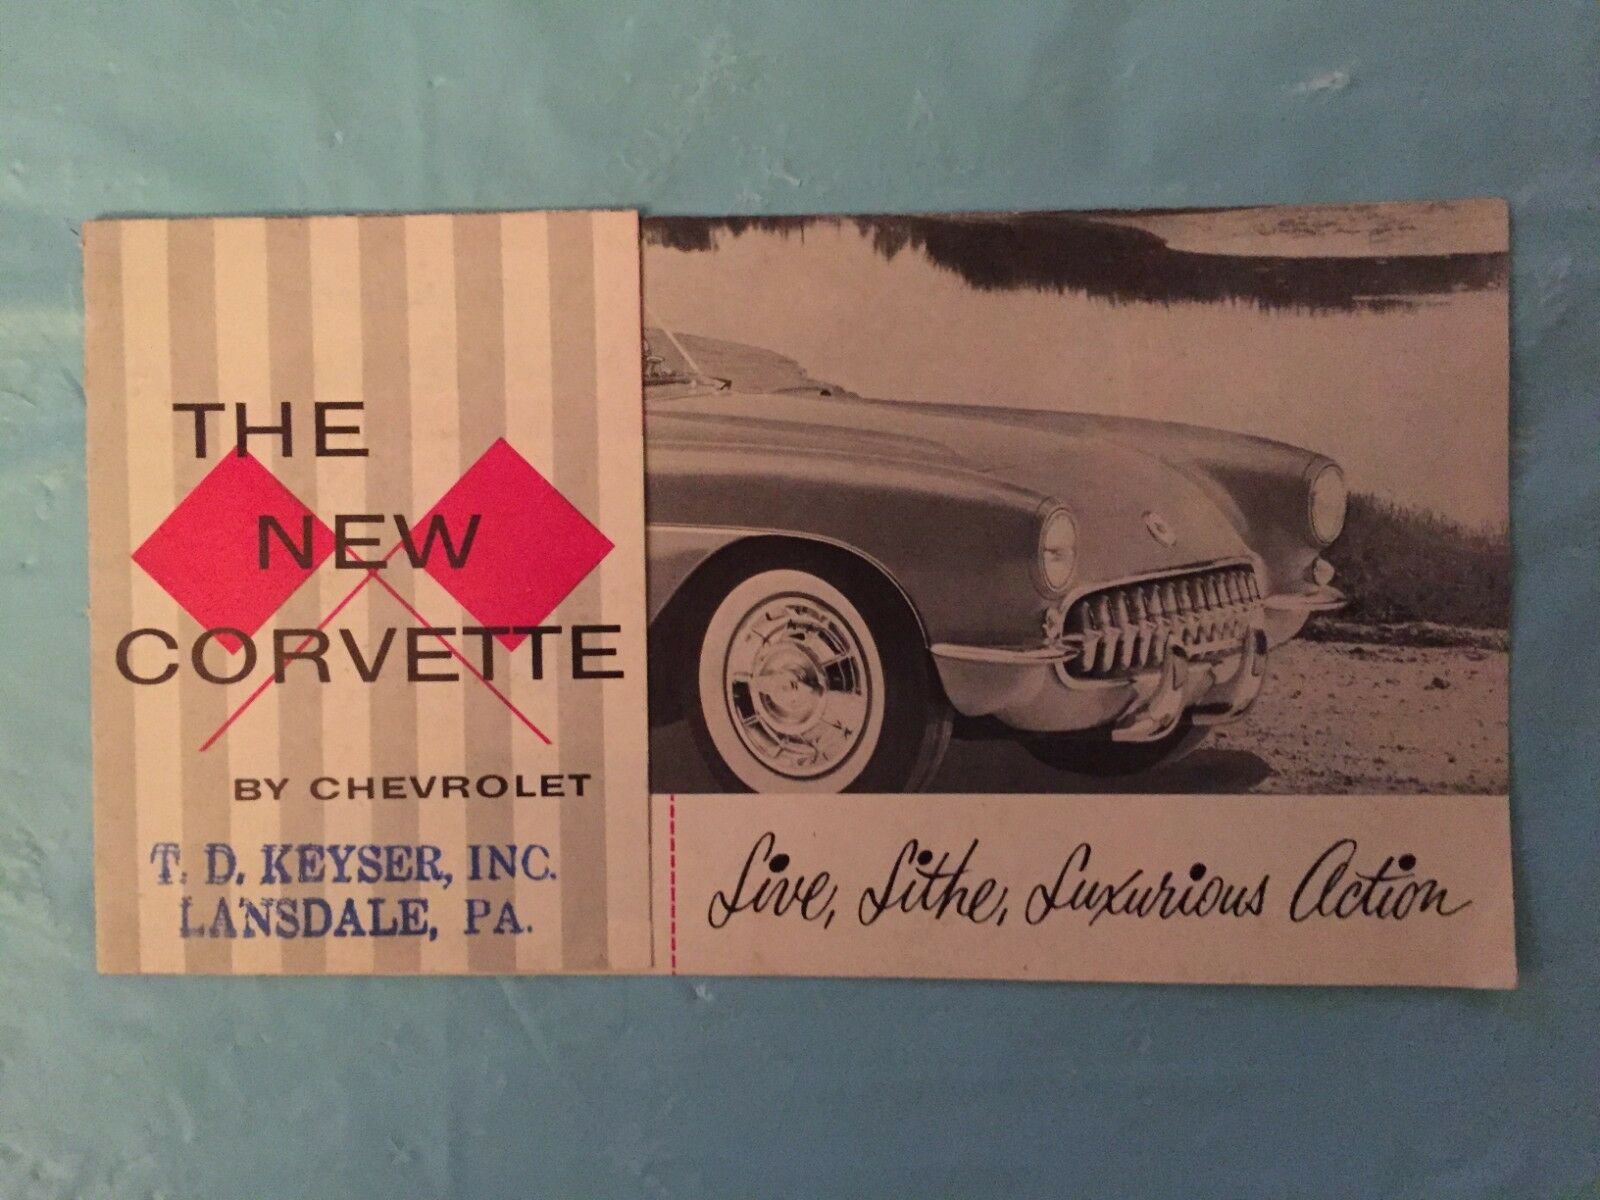 THE
NEW
CORVETTE
BY CHEVROLET
T. D. KEYSER, INC.
LANSDALE, PA.
Live, Lithe, Luxurious Action